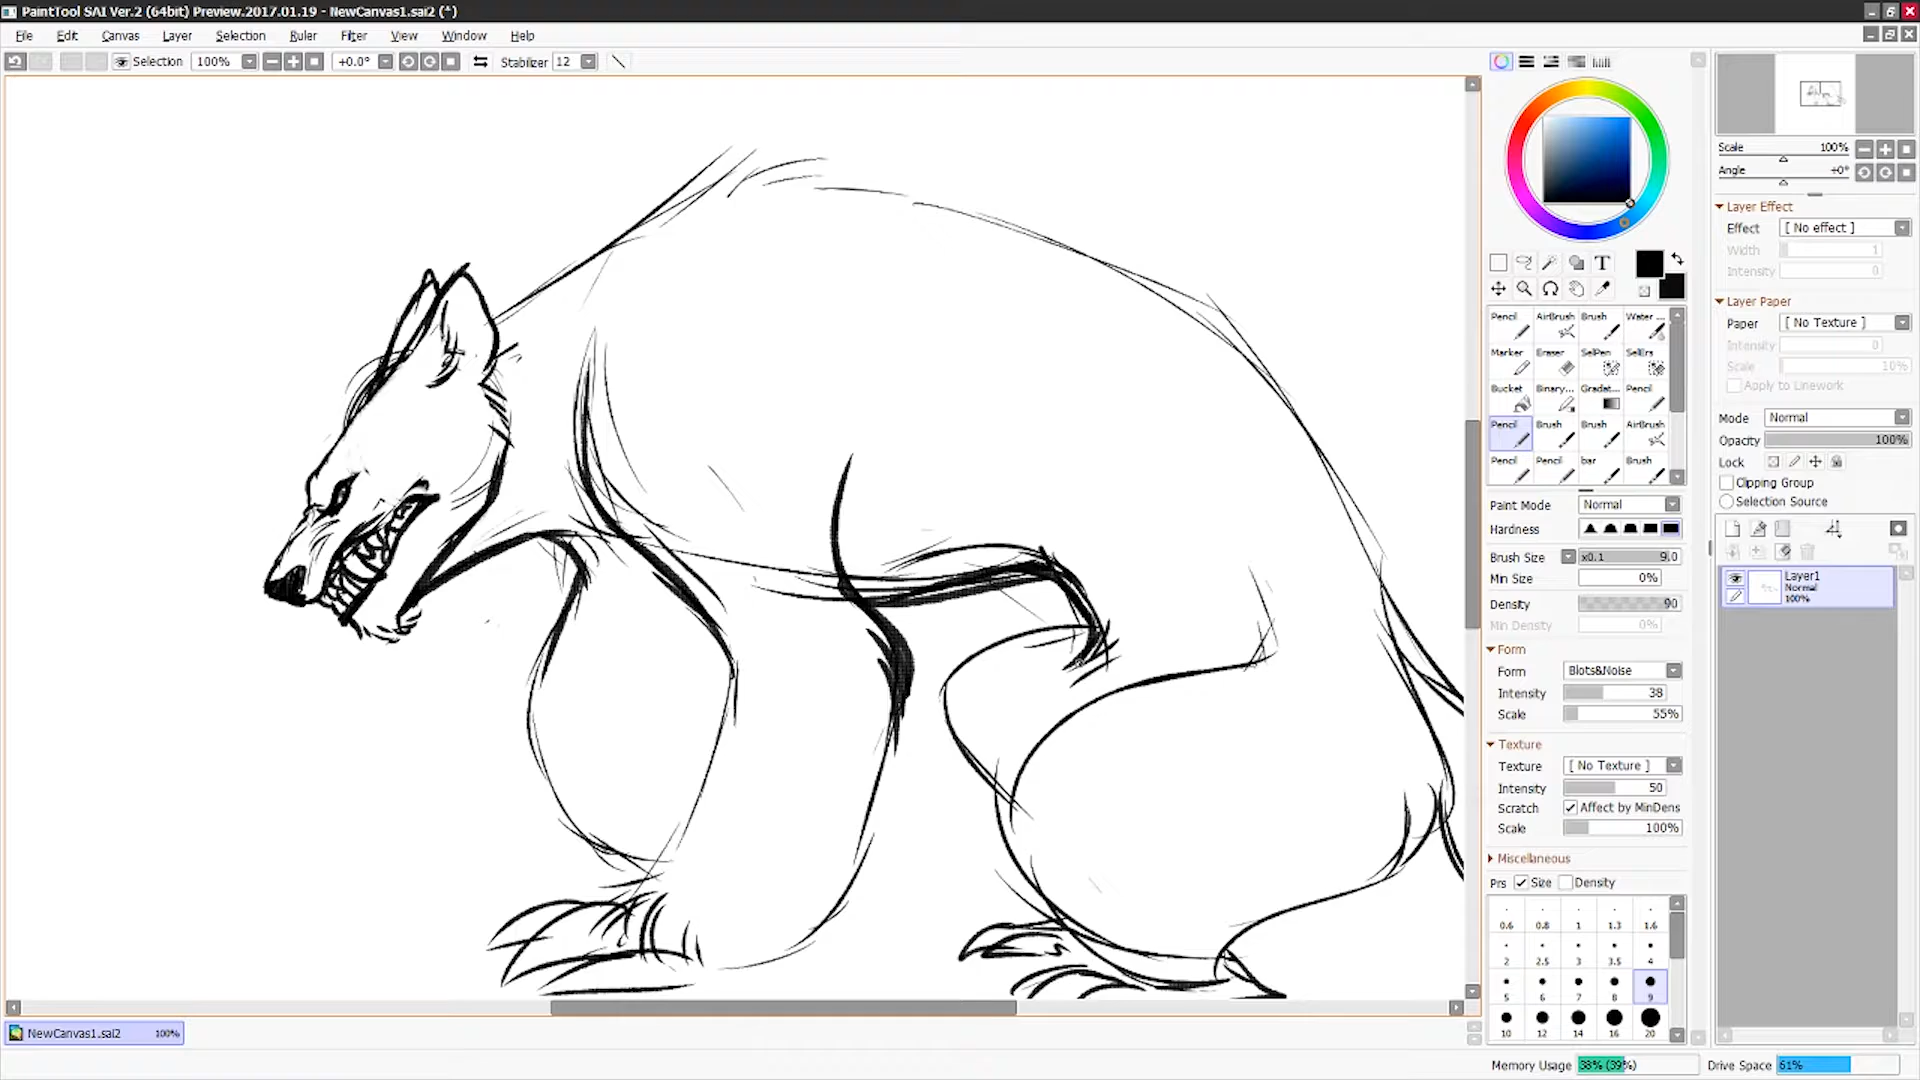 PaintTool SAI Ver.2 (64bit) Preview.2017.01.19 - NewCanvas1.sai2 (*)
File Edit Canvas Layer Selection Ruler Filter View Window Help
Selection 100% +0.0° Stabilizer 12
Scale 100%
Angle +0°
Layer Effect
Effect [ No effect ]
Width 1
Intensity 0
Layer Paper
Paper [ No Texture ]
Intensity 0
Scale 10%
Apply to Linework
Mode Normal
Opacity 100%
Lock
Clipping Group
Selection Source
Layer1
Normal
100%
T
Pencil AirBrush Brush Water ...
Marker Eraser SelPen SelErs
Bucket Binary... Gradat... Pencil
Pencil Brush Brush AirBrush
Pencil Pencil bar Brush
Paint Mode Normal
Hardness
Brush Size x0.1 9.0
Min Size 0%
Density 90
Min Density 0%
Form
Form Blots&Noise
Intensity 38
Scale 55%
Texture
Texture [ No Texture ]
Intensity 50
Scratch Affect by MinDens
Scale 100%
Miscellaneous
Prs Size Density
0.6 0.8 1 1.3 1.6
2 2.5 3 3.5 4
5 6 7 8 9
10 12 14 16 20
NewCanvas1.sai2 100%
Memory Usage 38% (39%) Drive Space 61%